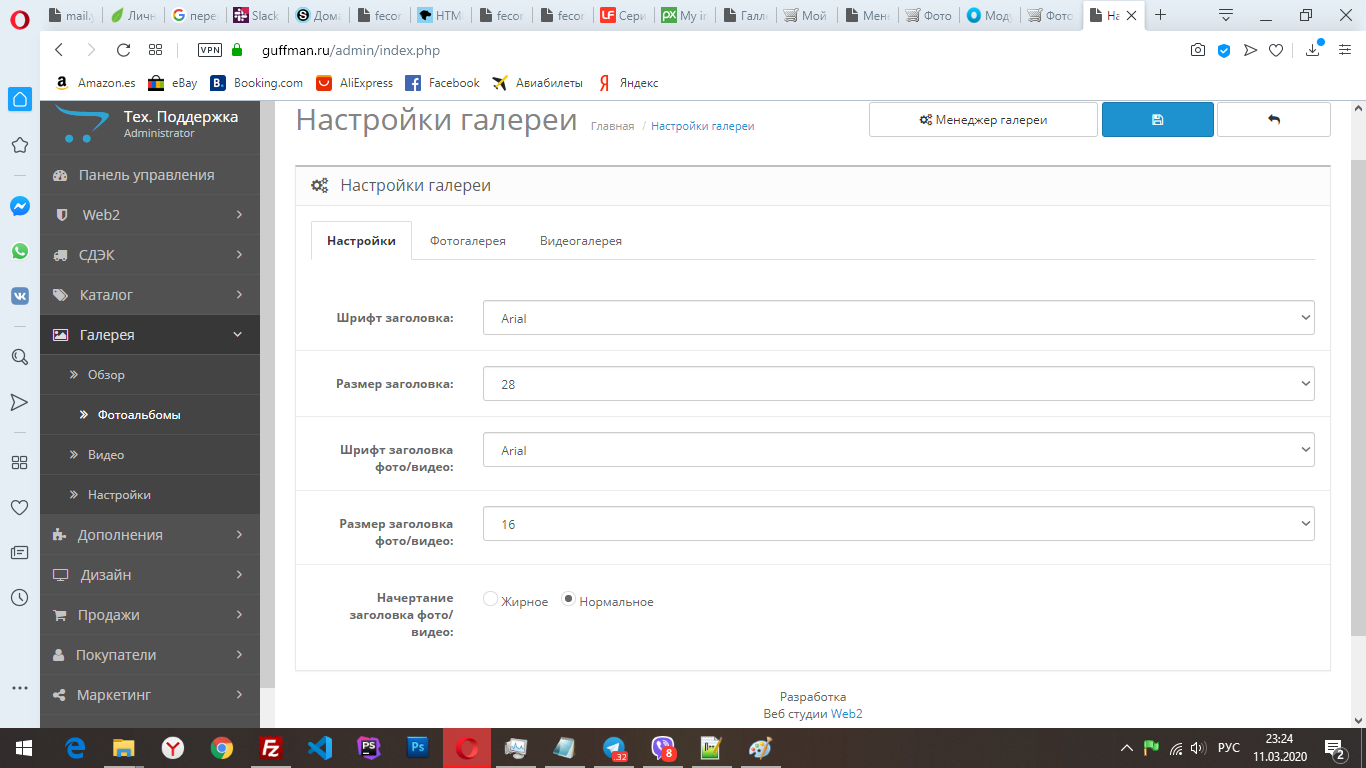 mail.y
Личн
пере
Slack
Дома
fecor
HTM
fecor
fecor
Сери
My ir
Галле
Мой
Мене
Фото
Моду
Фото
На
VPN
guffman.ru/admin/index.php
Amazon.es
eBay
Booking.com
AliExpress
Facebook
Авиабилеты
Яндекс
Тех. Поддержка
Administrator
Панель управления
Web2
СДЭК
Каталог
Галерея
Обзор
Фотоальбомы
Видео
Настройки
Дополнения
Дизайн
Продажи
Покупатели
Маркетинг
Настройки галереи
Главная / Настройки галереи
Менеджер галереи
Настройки галереи
Настройки
Фотогалерея
Видеогалерея
Шрифт заголовка:
Arial
Размер заголовка:
28
Шрифт заголовка
фото/видео:
Arial
Размер заголовка
фото/видео:
16
Начертание
заголовка фото/
видео:
Жирное
Нормальное
Разработка
Веб студии Web2
РУС
23:24
11.03.2020